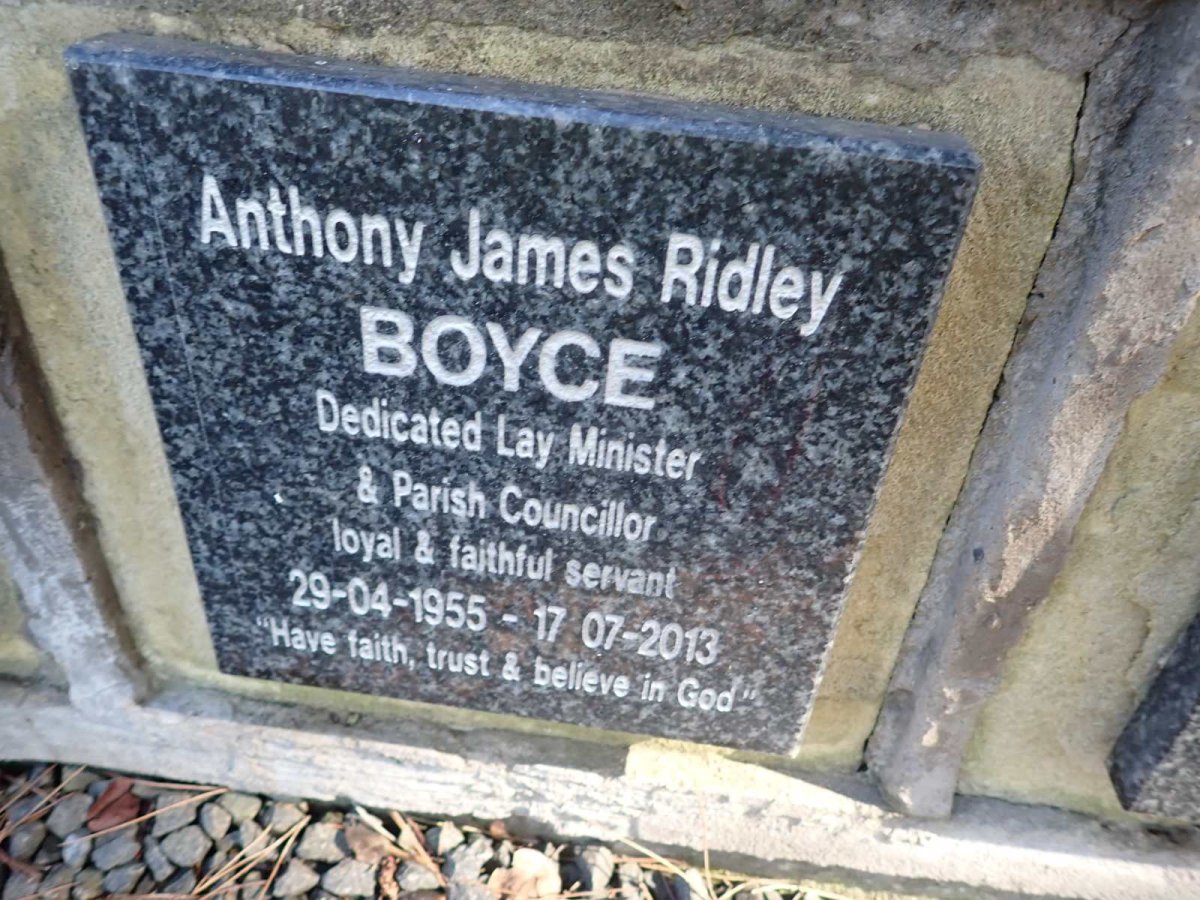 Anthony James Ridley
BOYCE
Dedicated Lay Minister
& Parish Councillor
loyal & faithful servant
29-04-1955 - 17 07-2013
"Have faith, trust & believe in God"